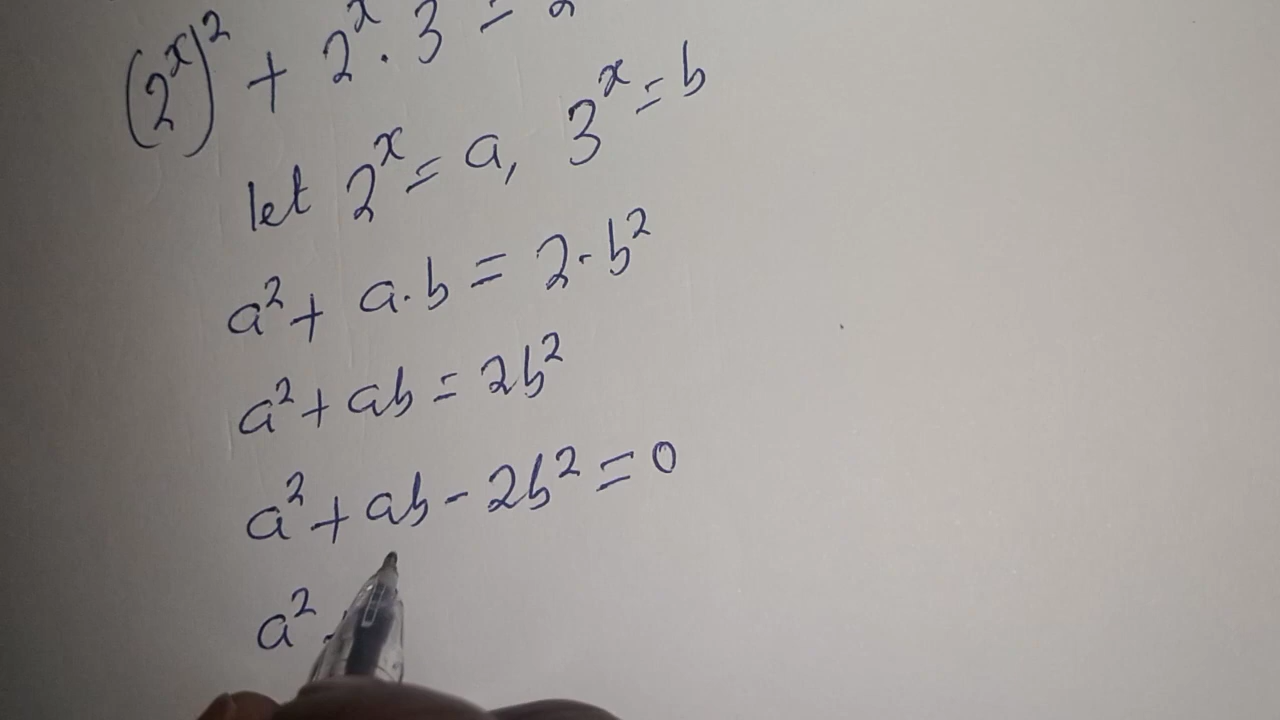 (2^x)^2 + 2^x · 3 = 2
let 2^x = a, 3^x = b
a^2 + a·b = 2·b^2
a^2 + ab = 2b^2
a^2 + ab - 2b^2 = 0
a^2